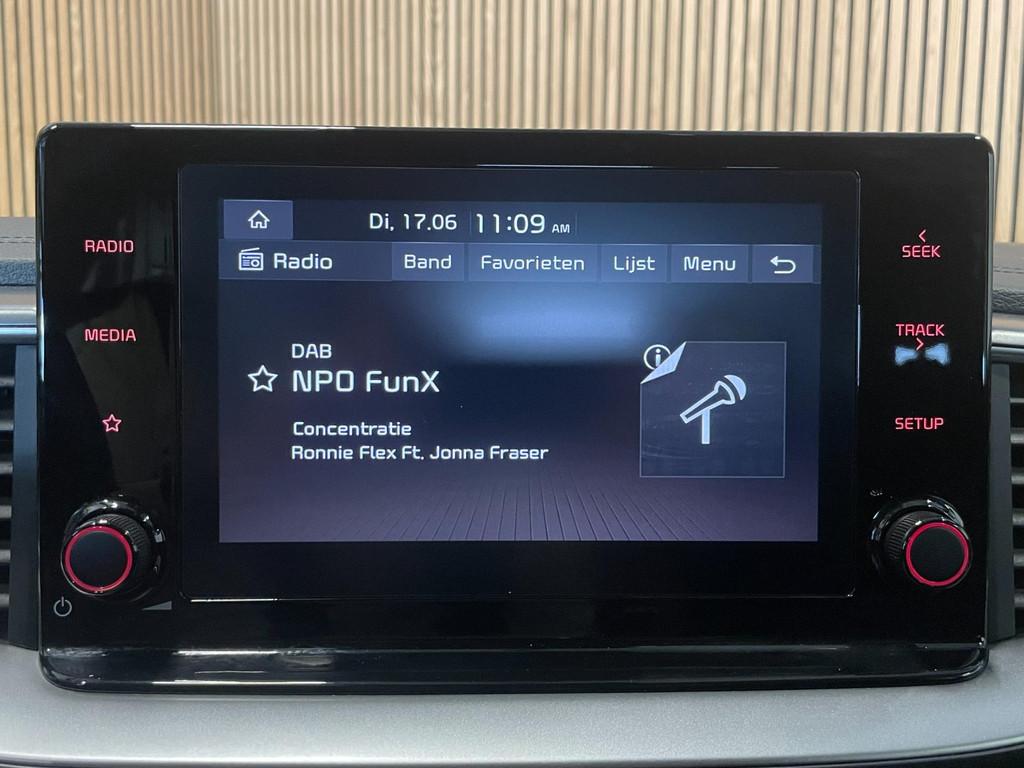 Di, 17.06 11:09 AM
Radio Band Favorieten Lijst Menu
DAB
NPO FunX
Concentratie
Ronnie Flex Ft. Jonna Fraser
RADIO
MEDIA
SEEK
TRACK
SETUP